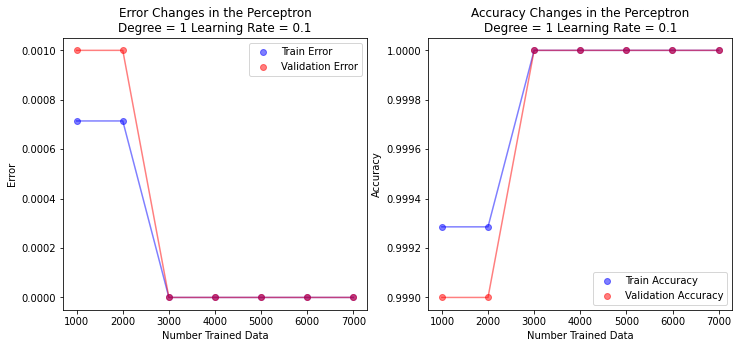 Error Changes in the Perceptron
Degree = 1 Learning Rate = 0.1
0.0010
0.0008
0.0006
0.0004
0.0002
0.0000
Error
Train Error
Validation Error
1000 2000 3000 4000 5000 6000 7000
Number Trained Data
Accuracy Changes in the Perceptron
Degree = 1 Learning Rate = 0.1
1.0000
0.9998
0.9996
0.9994
0.9992
0.9990
Accuracy
Train Accuracy
Validation Accuracy
1000 2000 3000 4000 5000 6000 7000
Number Trained Data